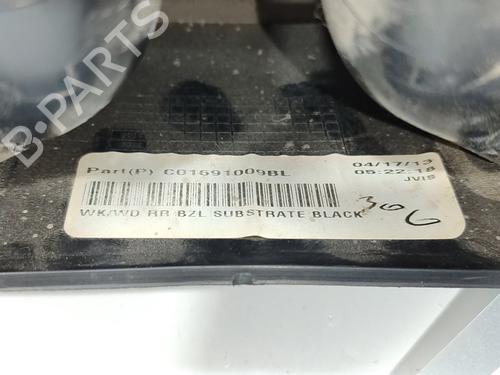 B-PARTS
Part(P) C01691009BL
04/17/13
05:22:18
JVIS
WK/WD RR BZL SUBSTRATE BLACK
306